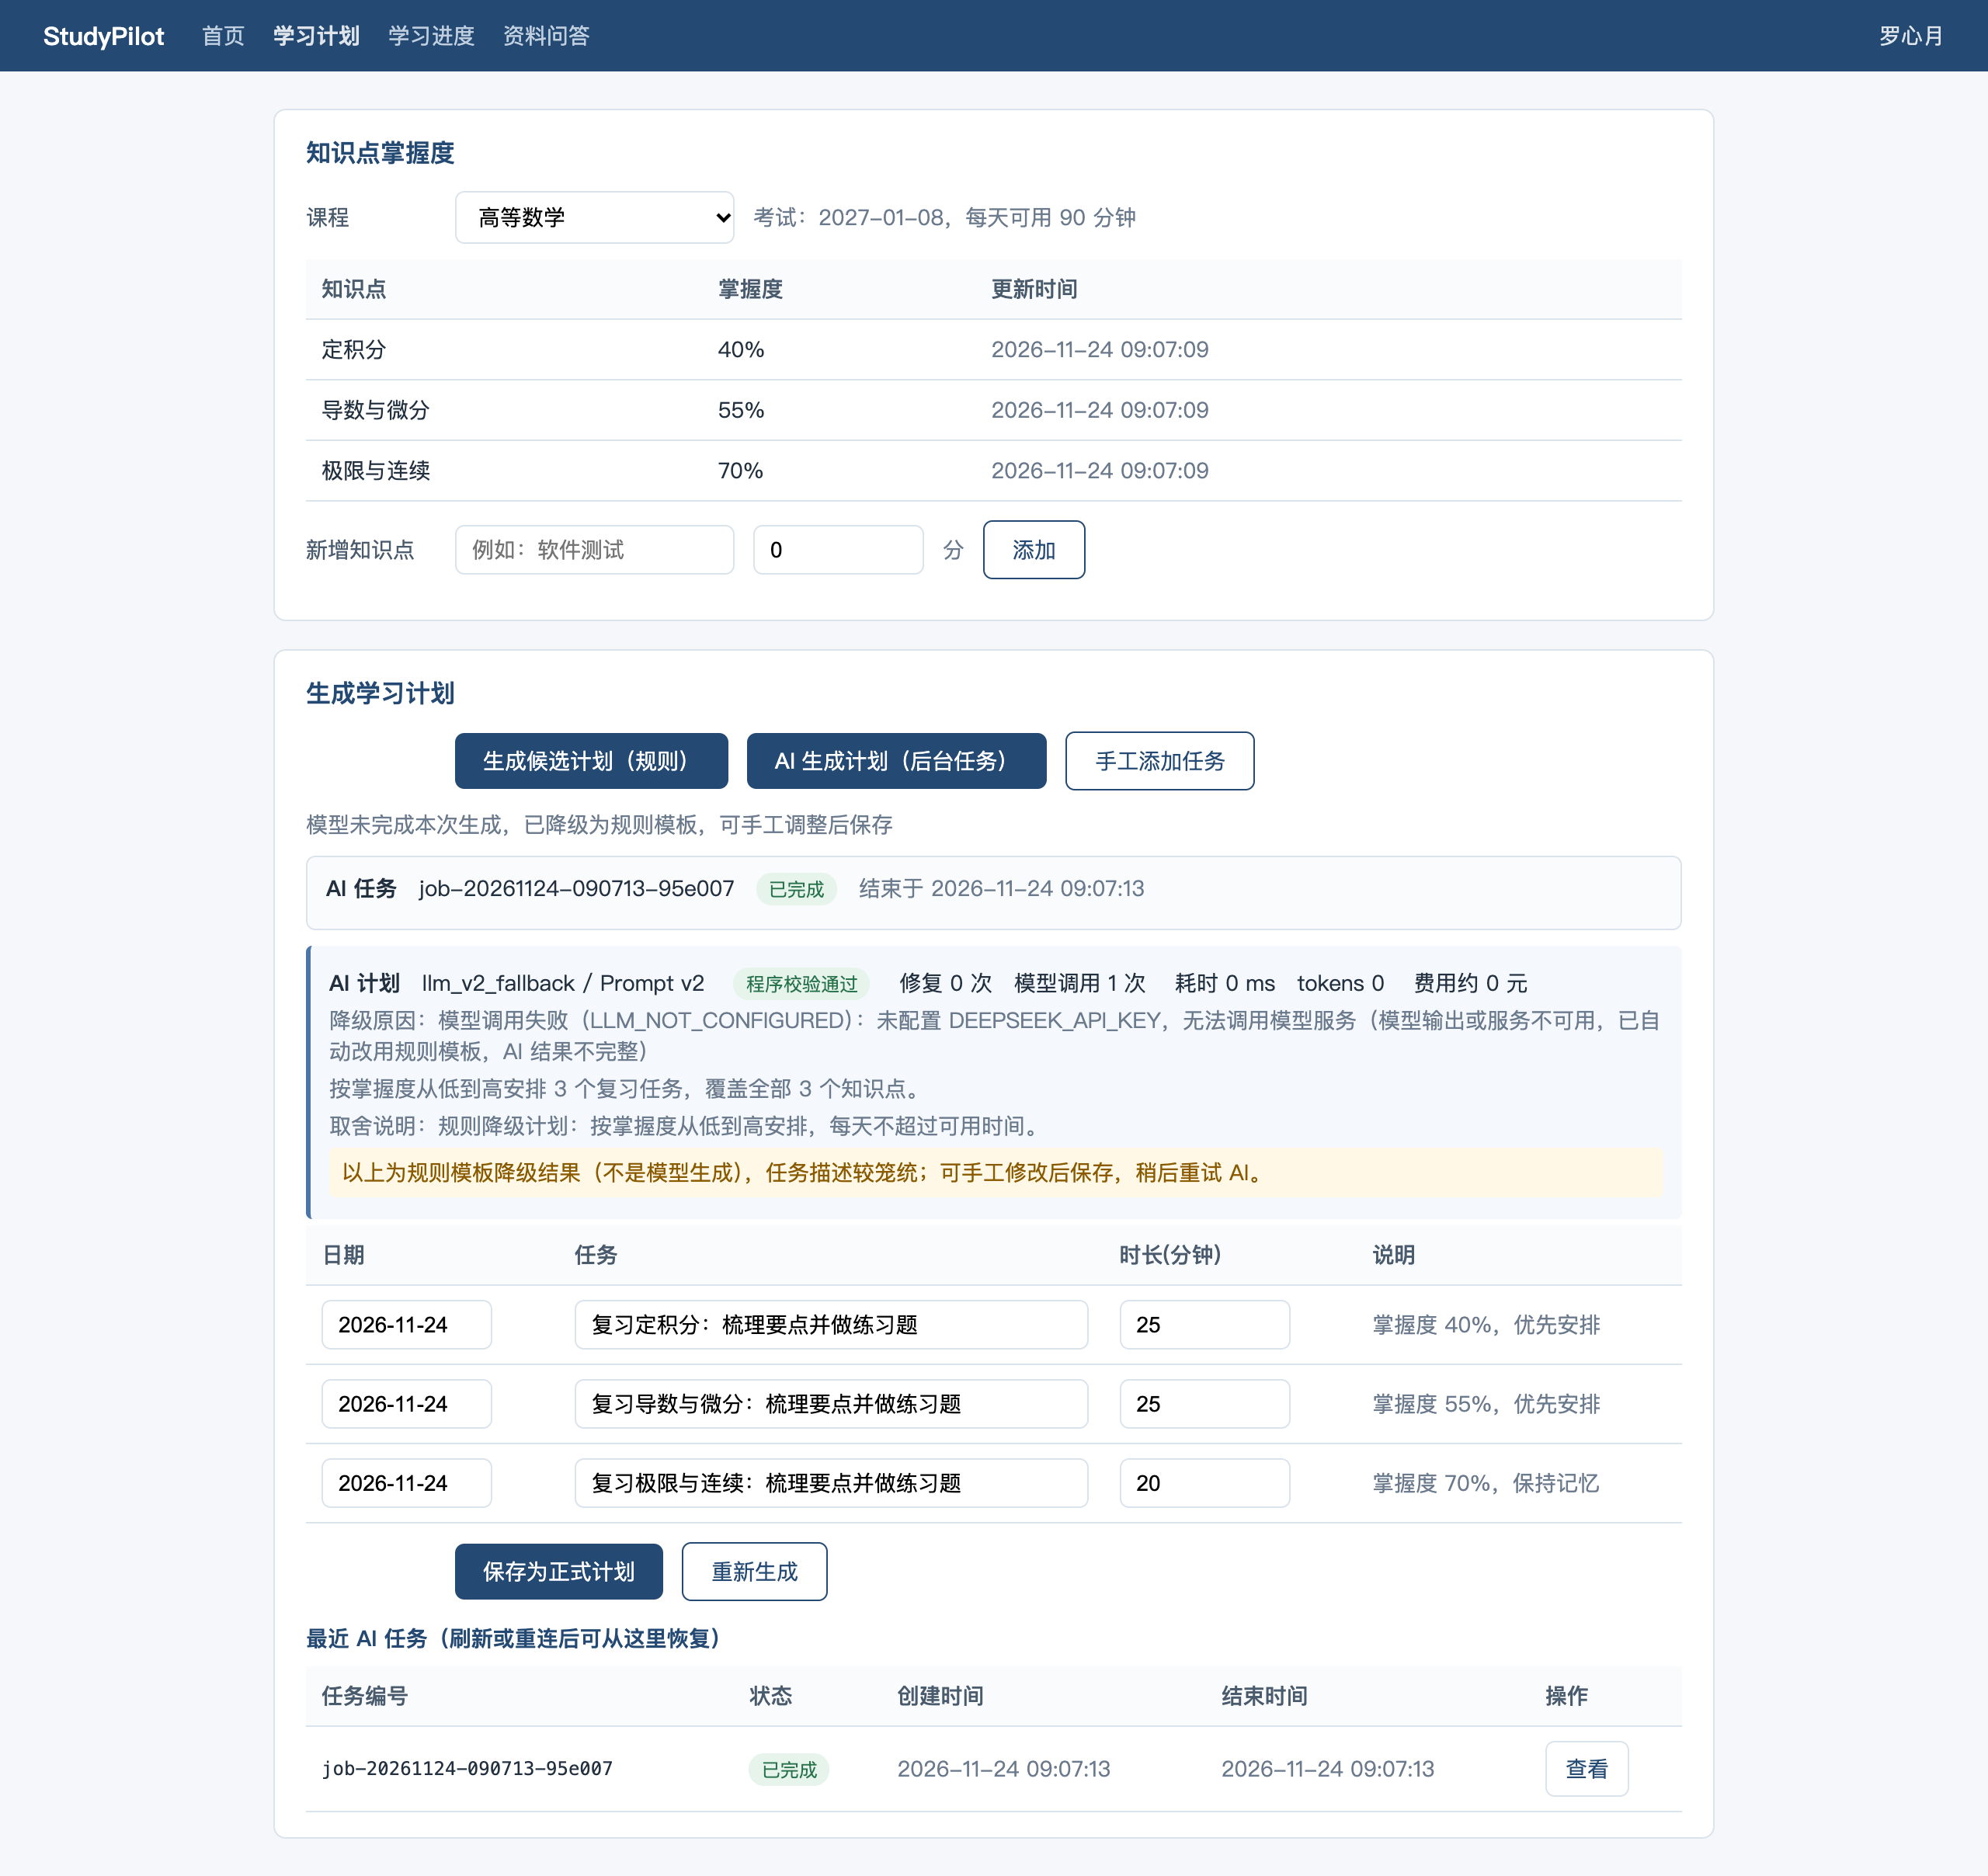 StudyPilot 首页 学习计划 学习进度 资料问答 罗心月
知识点掌握度
课程 高等数学 考试：2027-01-08，每天可用 90 分钟
知识点 掌握度 更新时间
定积分 40% 2026-11-24 09:07:09
导数与微分 55% 2026-11-24 09:07:09
极限与连续 70% 2026-11-24 09:07:09
新增知识点 例如：软件测试 0 分 添加
生成学习计划
生成候选计划（规则） AI 生成计划（后台任务） 手工添加任务
模型未完成本次生成，已降级为规则模板，可手工调整后保存
AI 任务 job-20261124-090713-95e007 已完成 结束于 2026-11-24 09:07:13
AI 计划 llm_v2_fallback / Prompt v2 程序校验通过 修复 0 次 模型调用 1 次 耗时 0 ms tokens 0 费用约 0 元
降级原因：模型调用失败（LLM_NOT_CONFIGURED）：未配置 DEEPSEEK_API_KEY，无法调用模型服务（模型输出或服务不可用，已自
动改用规则模板，AI 结果不完整）
按掌握度从低到高安排 3 个复习任务，覆盖全部 3 个知识点。
取舍说明：规则降级计划：按掌握度从低到高安排，每天不超过可用时间。
以上为规则模板降级结果（不是模型生成），任务描述较笼统；可手工修改后保存，稍后重试 AI。
日期 任务 时长(分钟) 说明
2026-11-24 复习定积分：梳理要点并做练习题 25 掌握度 40%，优先安排
2026-11-24 复习导数与微分：梳理要点并做练习题 25 掌握度 55%，优先安排
2026-11-24 复习极限与连续：梳理要点并做练习题 20 掌握度 70%，保持记忆
保存为正式计划 重新生成
最近 AI 任务（刷新或重连后可从这里恢复）
任务编号 状态 创建时间 结束时间 操作
job-20261124-090713-95e007 已完成 2026-11-24 09:07:13 2026-11-24 09:07:13 查看